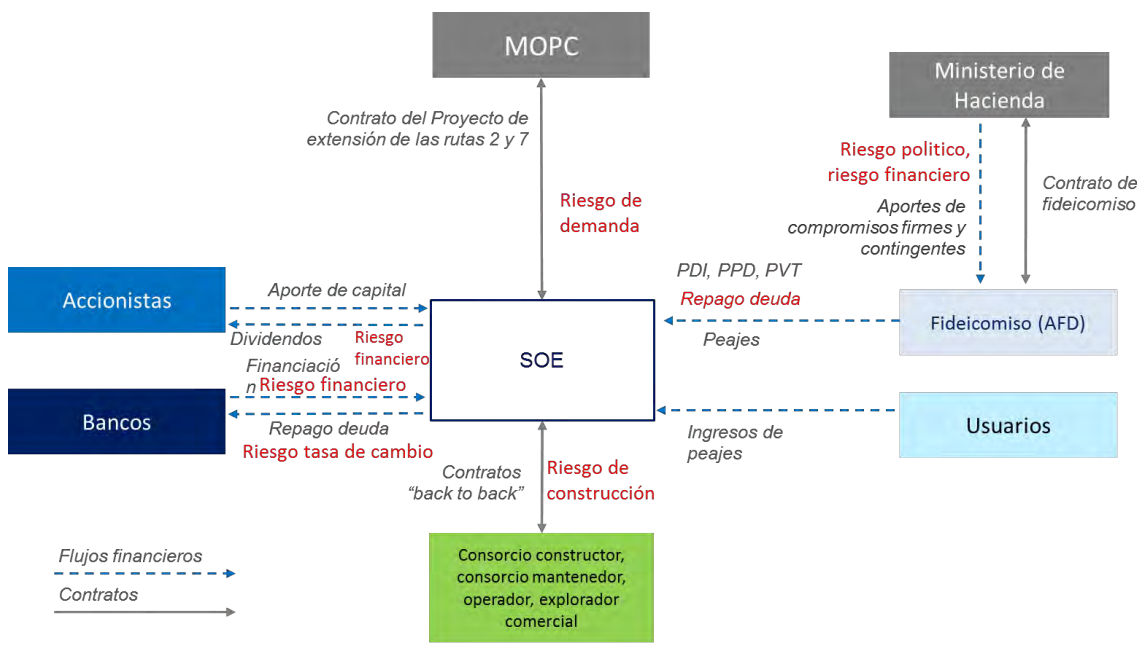 MOPC
Ministerio de
Hacienda
Contrato del Proyecto de
extensión de las rutas 2 y 7
Riesgo politico,
riesgo financiero
Contrato de
fideicomiso
Riesgo de
demanda
Aportes de
compromisos firmes y
contingentes
Accionistas
Aporte de capital
Dividendos
Riesgo
financiero
PDI, PPD, PVT
Repago deuda
Peajes
Fideicomiso (AFD)
SOE
Financiació
n
Riesgo financiero
Bancos
Repago deuda
Riesgo tasa de cambio
Ingresos de
peajes
Usuarios
Contratos
“back to back”
Riesgo de
construcción
Consorcio constructor,
consorcio mantenedor,
operador, explorador
comercial
Flujos financieros
Contratos